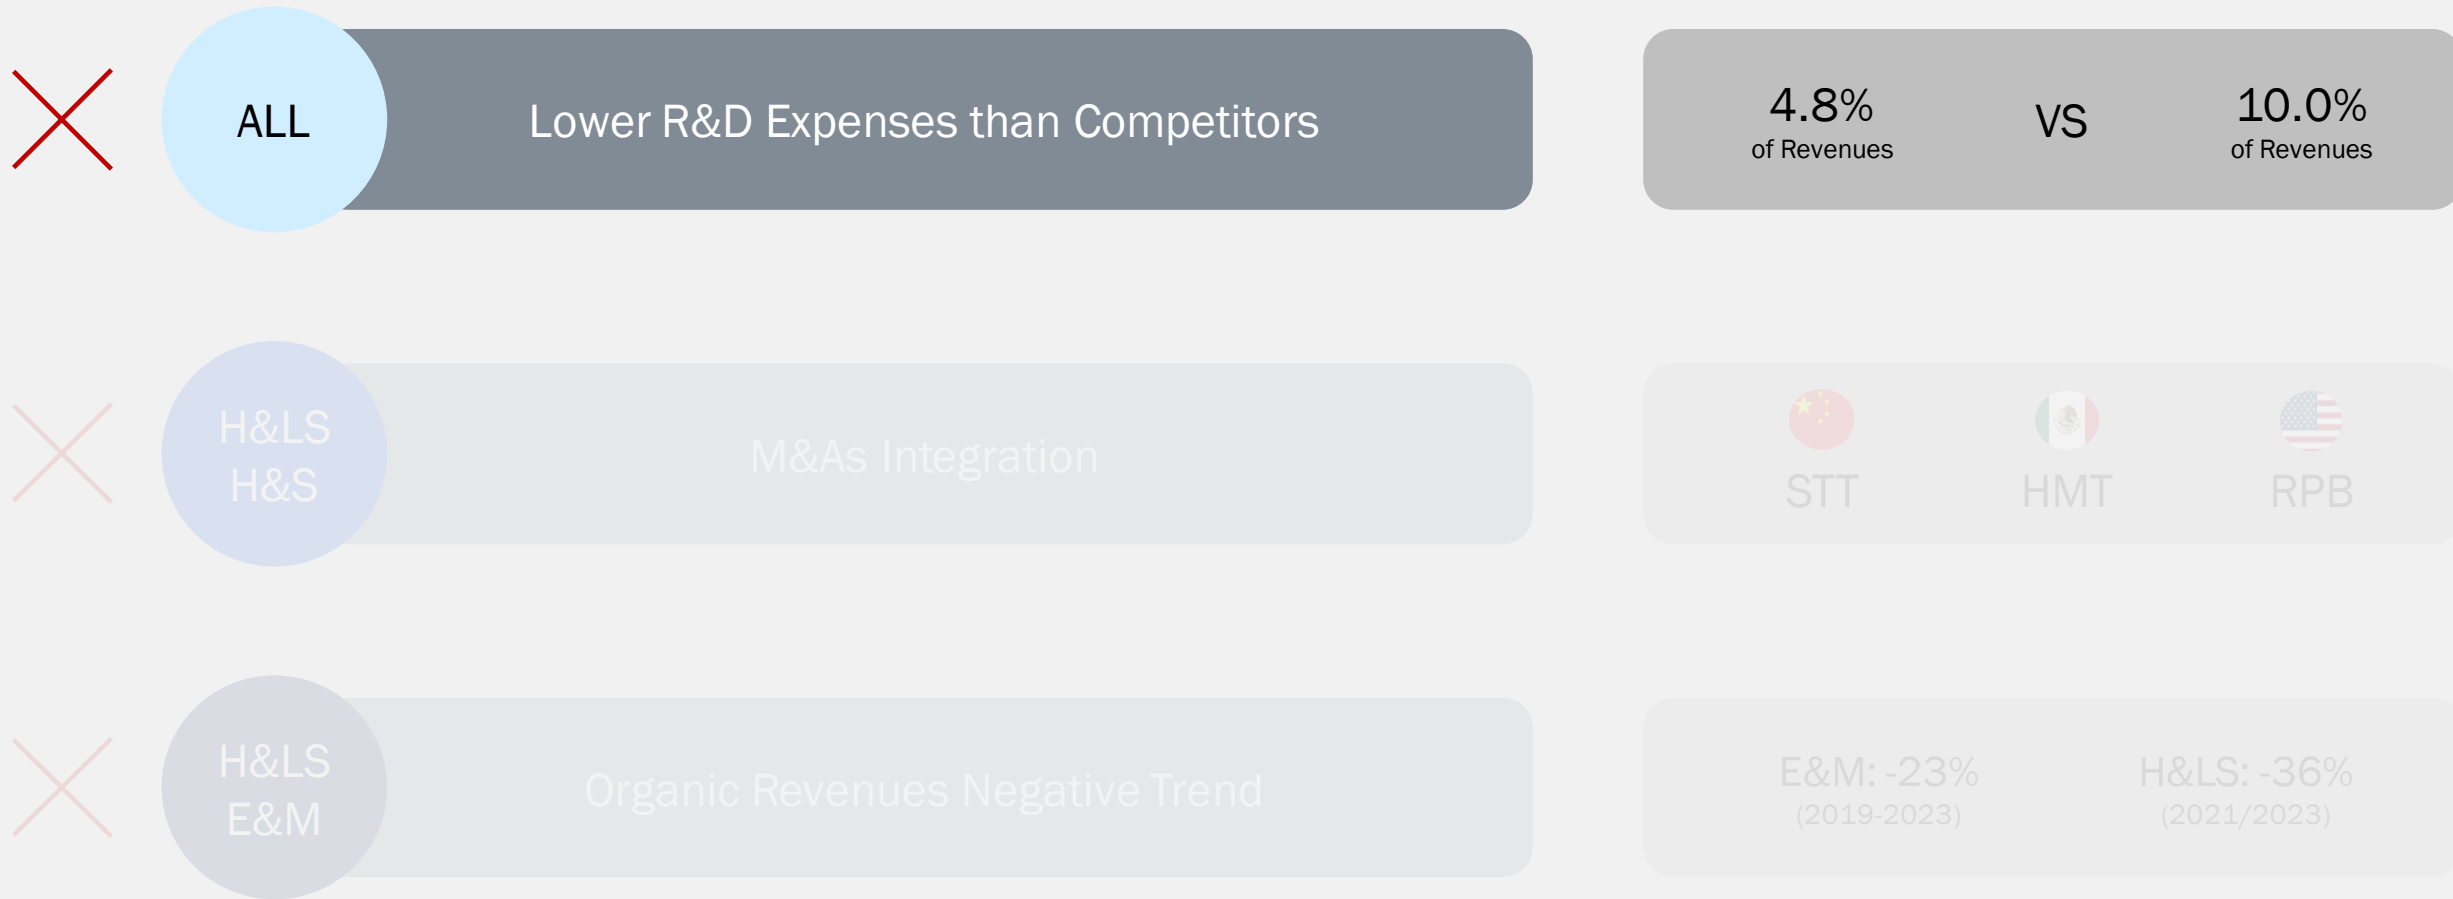 ALL
Lower R&D Expenses than Competitors
4.8%
of Revenues
VS
10.0%
of Revenues
H&LS
H&S
M&As Integration
STT
HMT
RPB
H&LS
E&M
Organic Revenues Negative Trend
E&M: -23%
(2019-2023)
H&LS: -36%
(2021/2023)